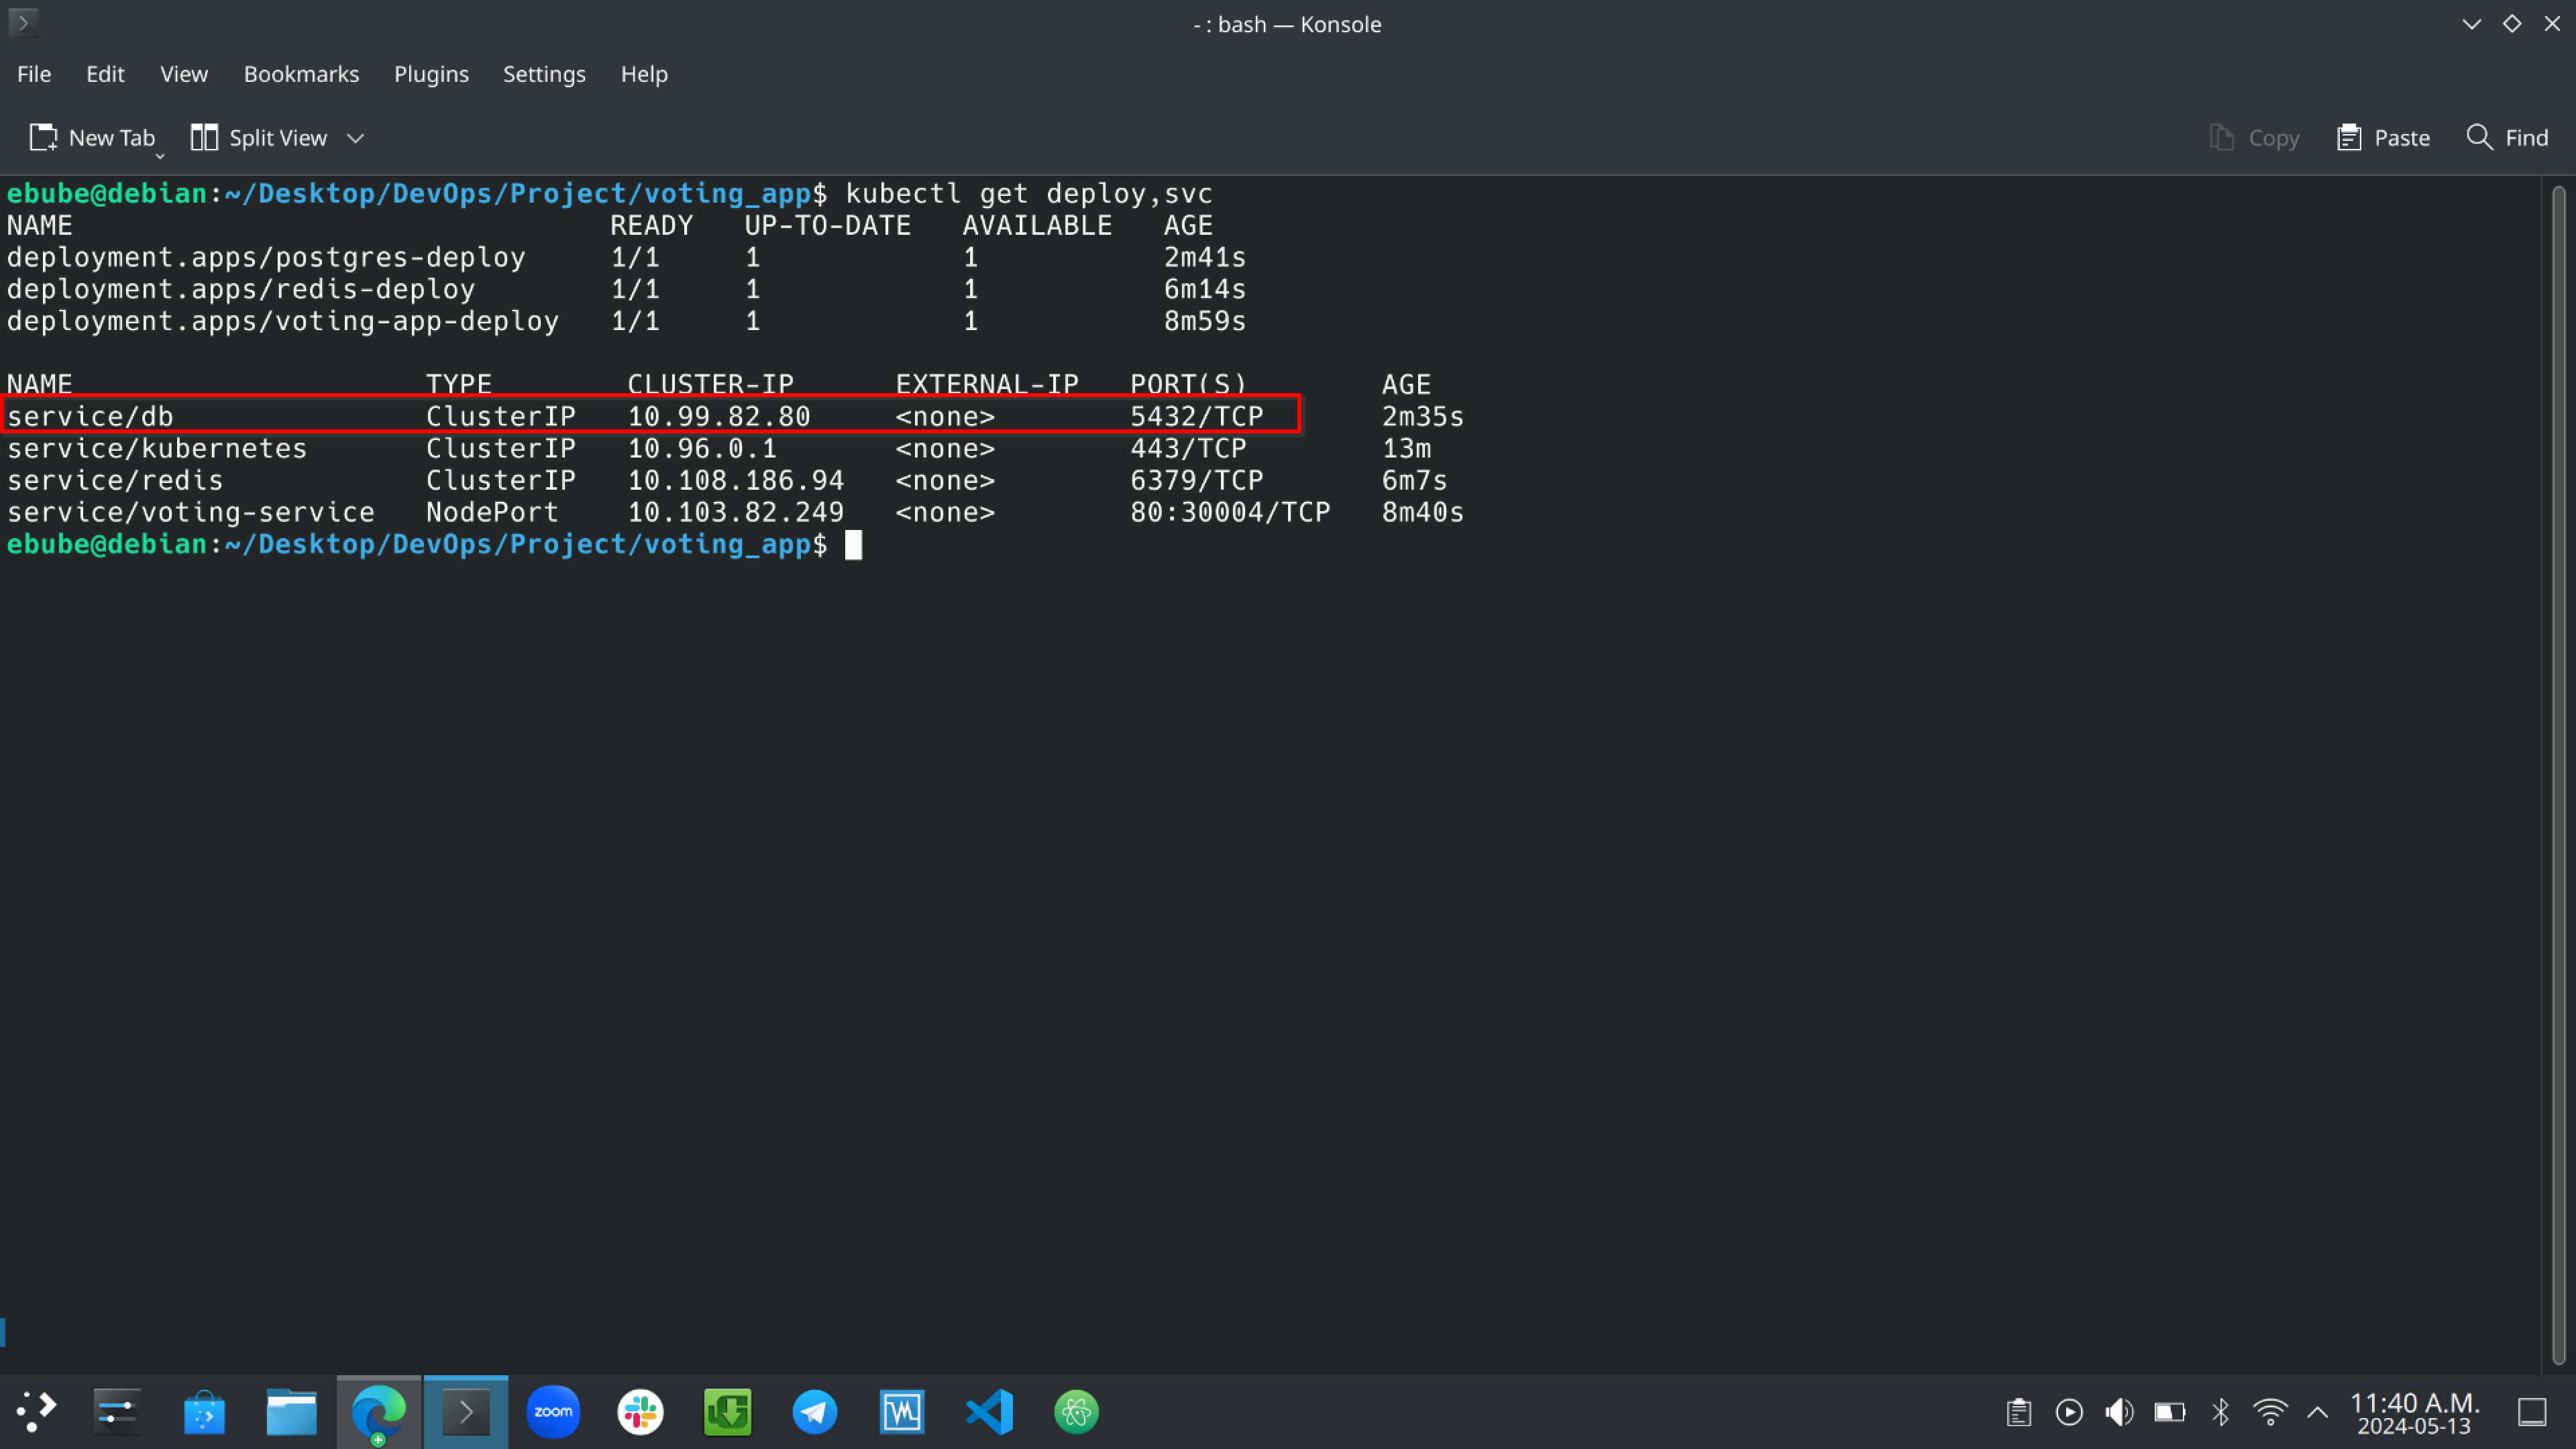 - : bash — Konsole
File Edit View Bookmarks Plugins Settings Help
New Tab Split View Copy Paste Find
ebube@debian:~/Desktop/DevOps/Project/voting_app$ kubectl get deploy,svc
NAME READY UP-TO-DATE AVAILABLE AGE
deployment.apps/postgres-deploy 1/1 1 1 2m41s
deployment.apps/redis-deploy 1/1 1 1 6m14s
deployment.apps/voting-app-deploy 1/1 1 1 8m59s
NAME TYPE CLUSTER-IP EXTERNAL-IP PORT(S) AGE
service/db ClusterIP 10.99.82.80 <none> 5432/TCP 2m35s
service/kubernetes ClusterIP 10.96.0.1 <none> 443/TCP 13m
service/redis ClusterIP 10.108.186.94 <none> 6379/TCP 6m7s
service/voting-service NodePort 10.103.82.249 <none> 80:30004/TCP 8m40s
ebube@debian:~/Desktop/DevOps/Project/voting_app$
zoom
11:40 A.M.
2024-05-13